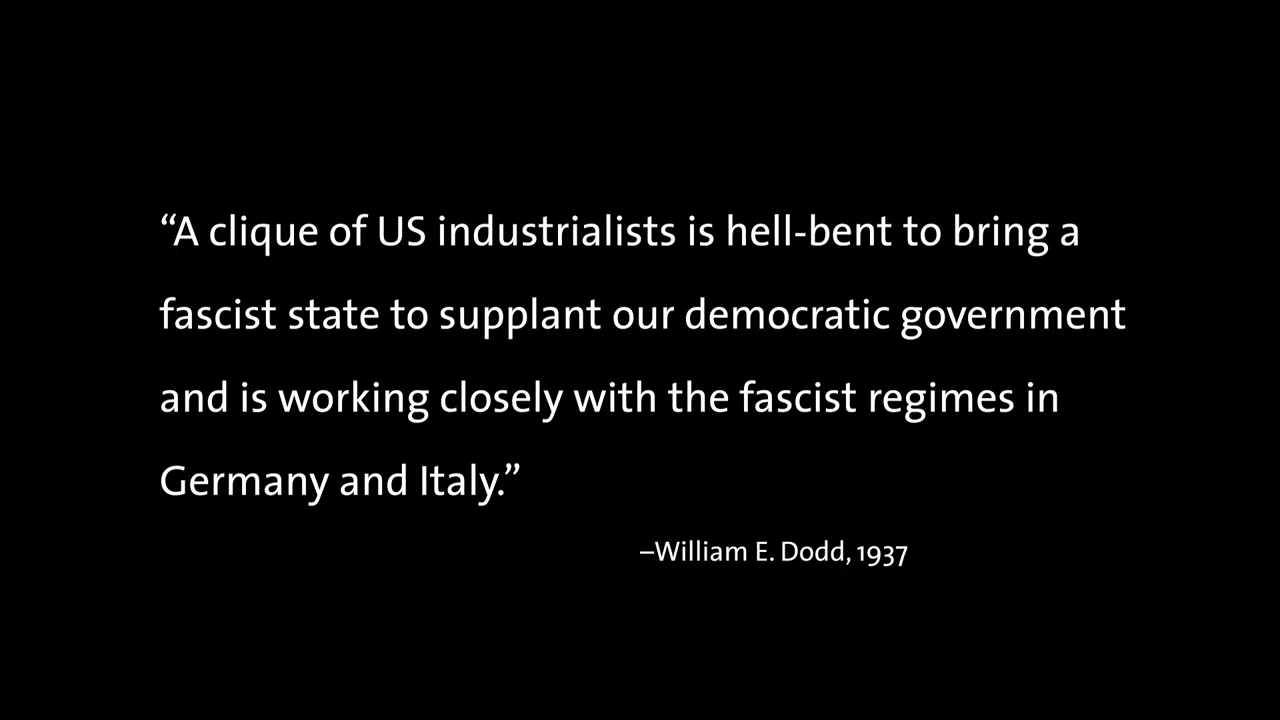 “A clique of US industrialists is hell-bent to bring a
fascist state to supplant our democratic government
and is working closely with the fascist regimes in
Germany and Italy.”
–William E. Dodd, 1937